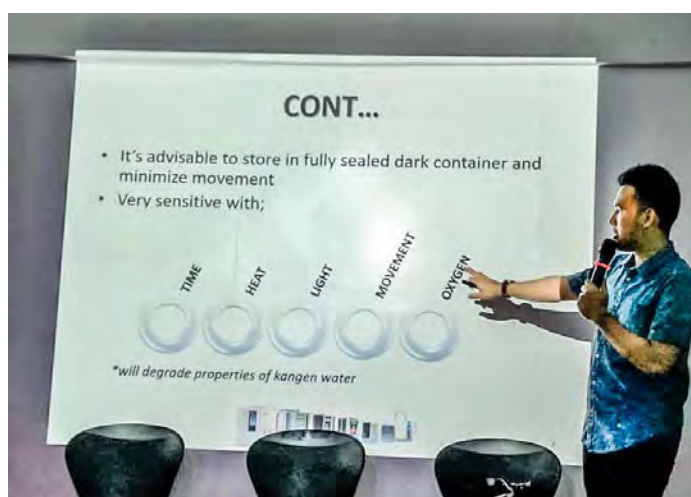 CONT...
• It's advisable to store in fully sealed dark container and
minimize movement
• Very sensitive with;
TIME
HEAT
LIGHT
MOVEMENT
OXYGEN
*will degrade properties of kangen water